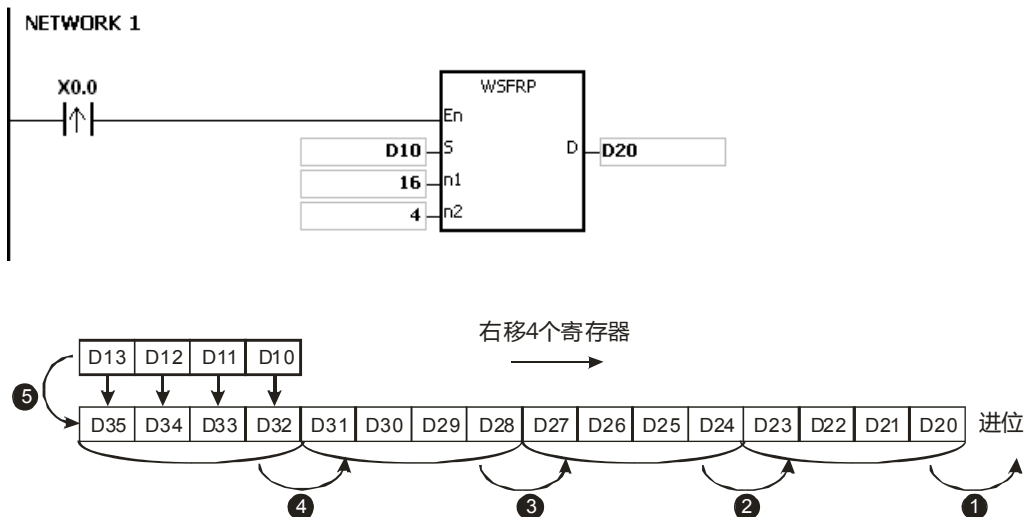 NETWORK 1
X0.0
WSFRP
En
D10 S D D20
16 n1
4 n2
右移4个寄存器
D13 D12 D11 D10
5
D35 D34 D33 D32 D31 D30 D29 D28 D27 D26 D25 D24 D23 D22 D21 D20 进位
4 3 2 1